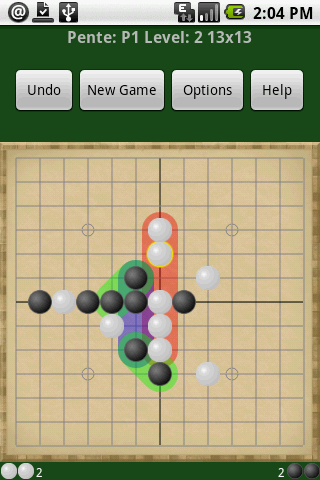 2:04 PM
Pente: P1 Level: 2 13x13
Undo
New Game
Options
Help
2
2